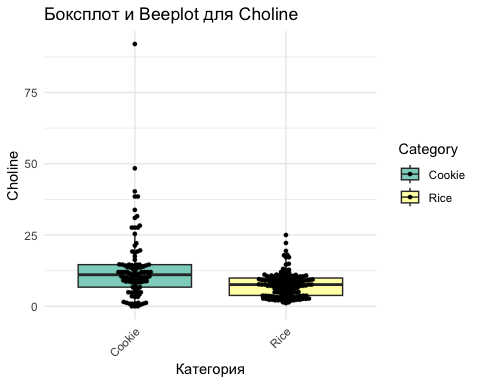 Боксплот и Beeplot для Choline
75
50
25
0
Choline
Cookie
Rice
Категория
Category
Cookie
Rice